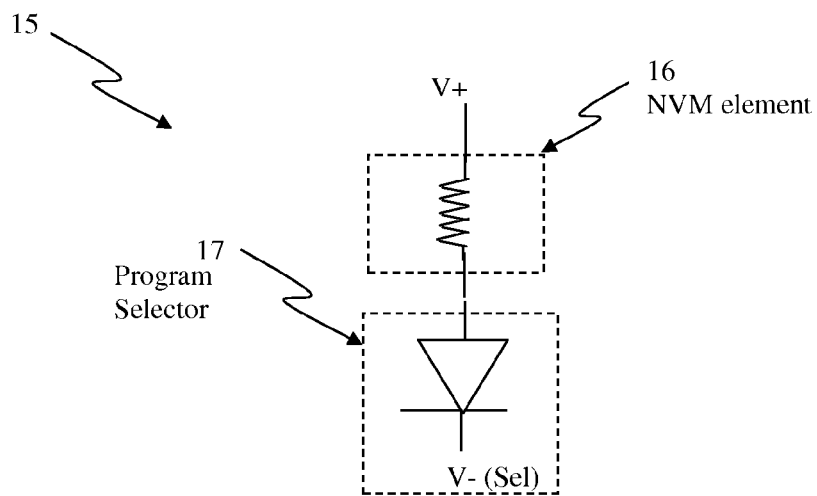 15
V+
16
NVM element
17
Program
Selector
V- (Sel)